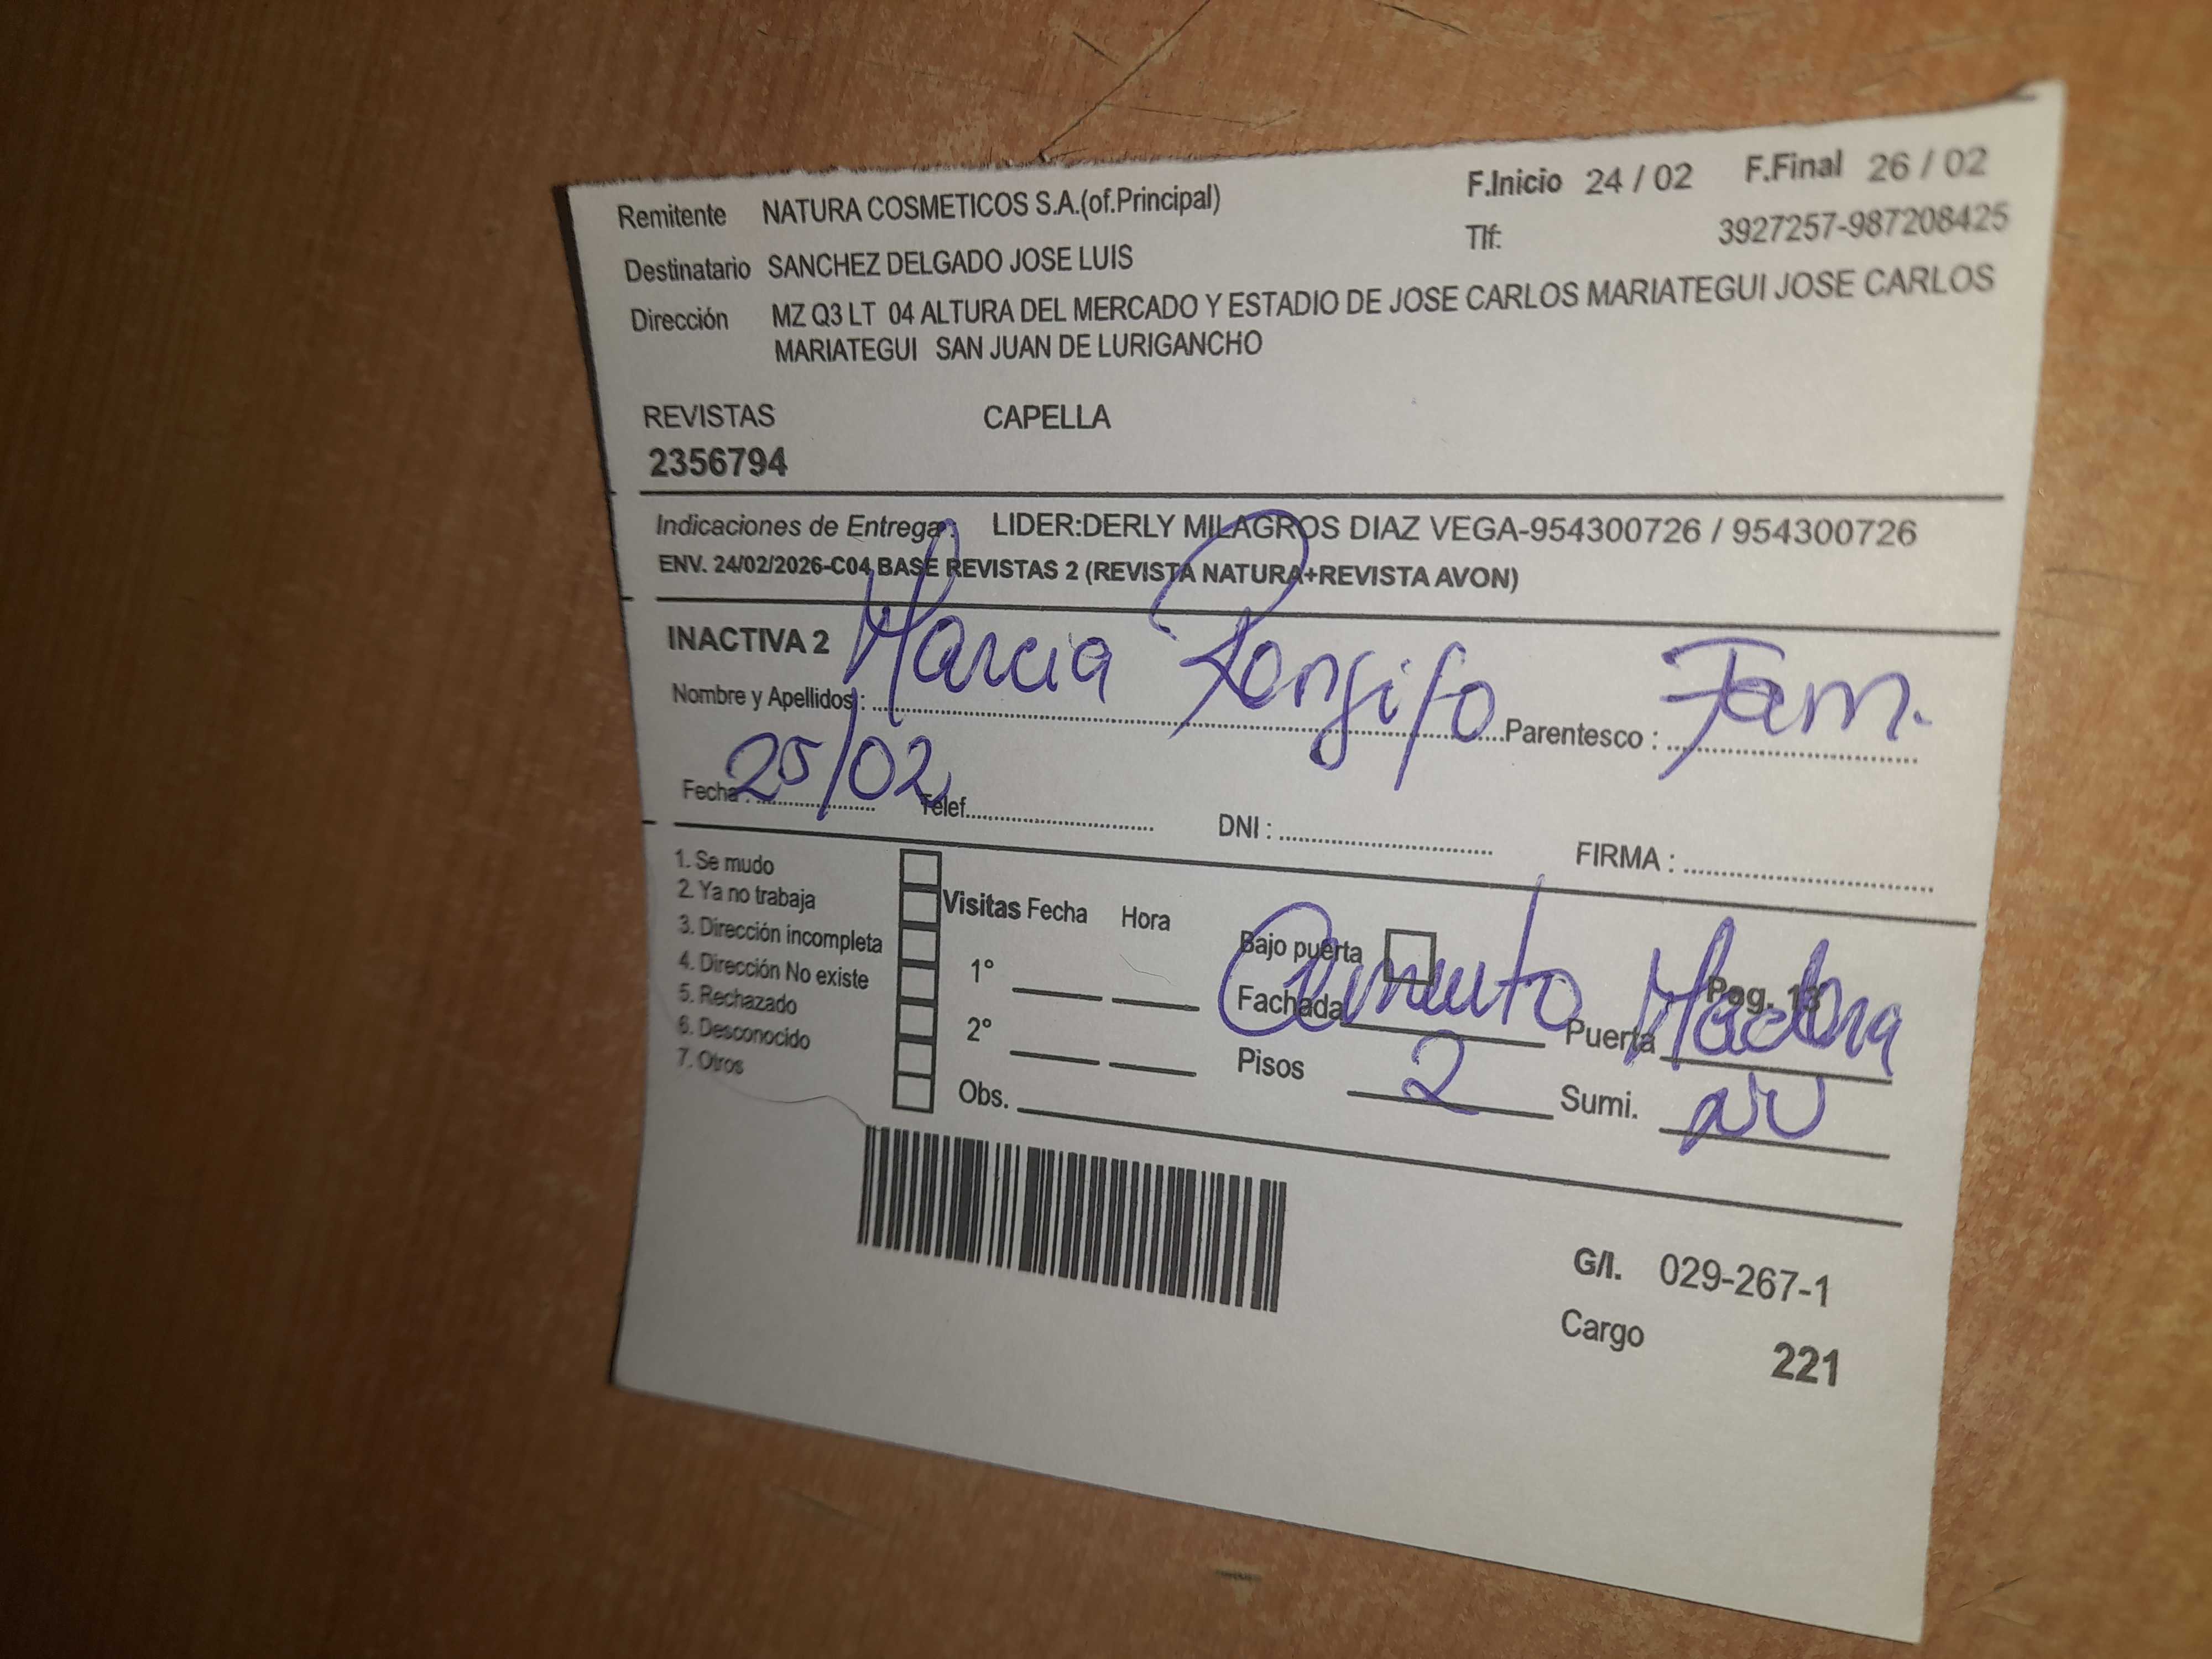 Remitente NATURA COSMETICOS S.A.(of.Principal) F.Inicio 24 / 02 F.Final 26 / 02
Destinatario SANCHEZ DELGADO JOSE LUIS Tlf: 3927257-987208425
Dirección MZ Q3 LT 04 ALTURA DEL MERCADO Y ESTADIO DE JOSE CARLOS MARIATEGUI JOSE CARLOS
MARIATEGUI SAN JUAN DE LURIGANCHO
REVISTAS CAPELLA
2356794
Indicaciones de Entrega: LIDER:DERLY MILAGROS DIAZ VEGA-954300726 / 954300726
ENV. 24/02/2026-C04 BASE REVISTAS 2 (REVISTA NATURA+REVISTA AVON)
INACTIVA 2
Nombre y Apellidos : Marcia Rengifo Parentesco : Fam.
Fecha : 25/02 Telef. DNI : FIRMA :
1. Se mudo
2. Ya no trabaja
3. Dirección incompleta
4. Dirección No existe
5. Rechazado
6. Desconocido
7. Otros
Visitas Fecha Hora
1°
2°
Obs.
Bajo puerta Pag. 13
Fachada Cemento Puerta Madera
Pisos 2 Sumi.
G/I. 029-267-1
Cargo 221